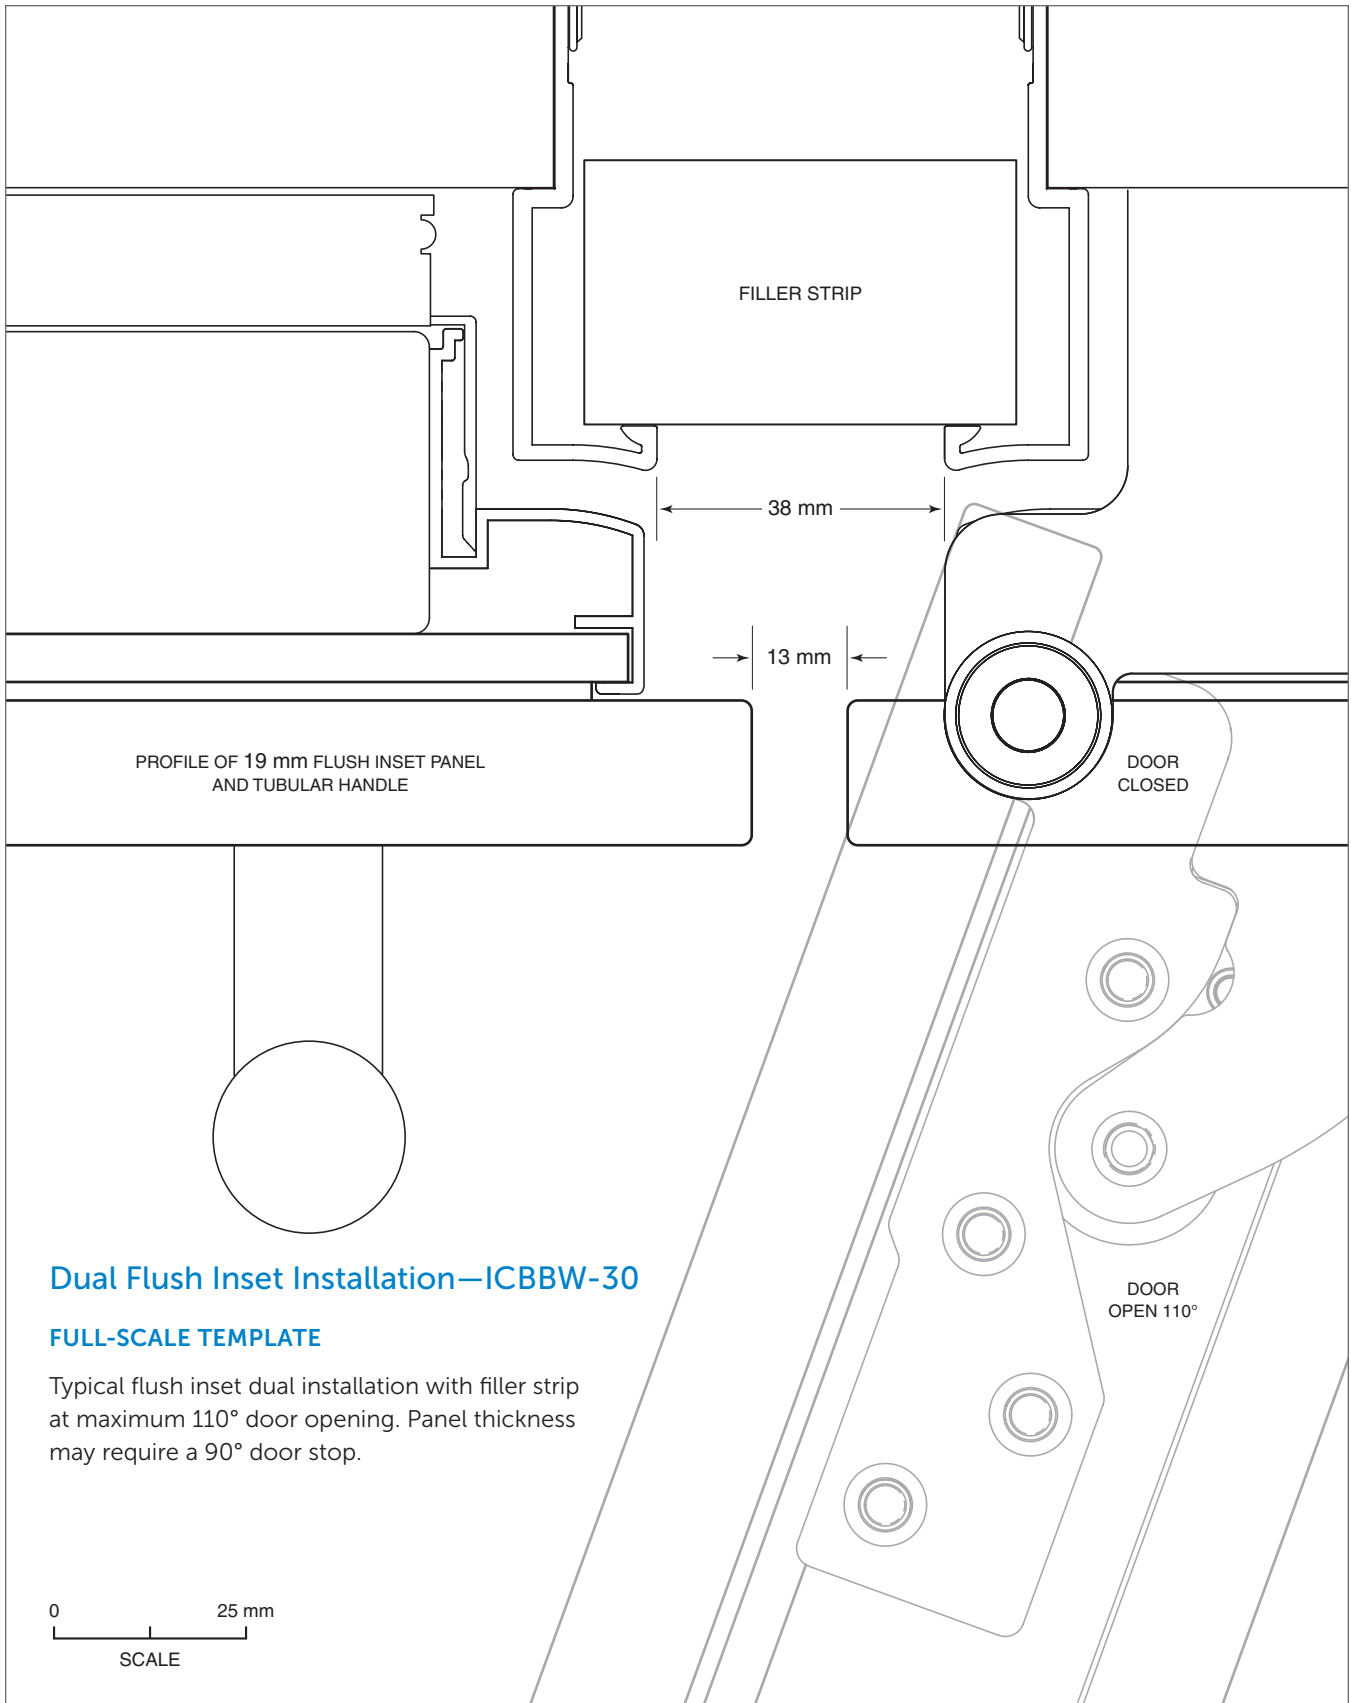 FILLER STRIP
38 mm
13 mm
PROFILE OF 19 mm FLUSH INSET PANEL
AND TUBULAR HANDLE
DOOR
CLOSED
Dual Flush Inset Installation—ICBBW-30
FULL-SCALE TEMPLATE
Typical flush inset dual installation with filler strip
at maximum 110° door opening. Panel thickness
may require a 90° door stop.
DOOR
OPEN 110°
0 25 mm
SCALE